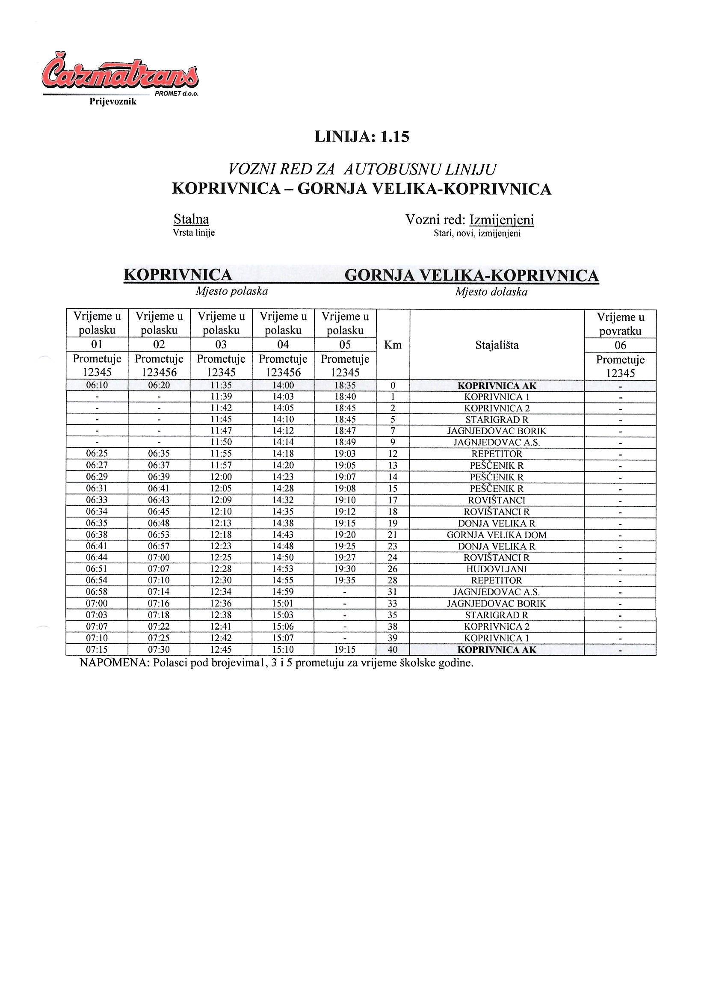 Čazmatrans
PROMET d.o.o.
Prijevoznik
LINIJA: 1.15
VOZNI RED ZA AUTOBUSNU LINIJU
KOPRIVNICA – GORNJA VELIKA-KOPRIVNICA
Stalna Vozni red: Izmijenjeni
Vrsta linije Stari, novi, izmijenjeni
KOPRIVNICA GORNJA VELIKA-KOPRIVNICA
Mjesto polaska Mjesto dolaska
Vrijeme u Vrijeme u Vrijeme u Vrijeme u Vrijeme u Vrijeme u
polasku polasku polasku polasku polasku povratku
01 02 03 04 05 Km Stajališta 06
Prometuje Prometuje Prometuje Prometuje Prometuje Prometuje
12345 123456 12345 123456 12345 12345
06:10 06:20 11:35 14:00 18:35 0 KOPRIVNICA AK -
- - 11:39 14:03 18:40 1 KOPRIVNICA 1 -
- - 11:42 14:05 18:45 2 KOPRIVNICA 2 -
- - 11:45 14:10 18:45 5 STARIGRAD R -
- - 11:47 14:12 18:47 7 JAGNJEDOVAC BORIK -
- - 11:50 14:14 18:49 9 JAGNJEDOVAC A.S. -
06:25 06:35 11:55 14:18 19:03 12 REPETITOR -
06:27 06:37 11:57 14:20 19:05 13 PEŠČENIK R -
06:29 06:39 12:00 14:23 19:07 14 PEŠČENIK R -
06:31 06:41 12:05 14:28 19:08 15 PEŠČENIK R -
06:33 06:43 12:09 14:32 19:10 17 ROVIŠTANCI -
06:34 06:45 12:10 14:35 19:12 18 ROVIŠTANCI R -
06:35 06:48 12:13 14:38 19:15 19 DONJA VELIKA R -
06:38 06:53 12:18 14:43 19:20 21 GORNJA VELIKA DOM -
06:41 06:57 12:23 14:48 19:25 23 DONJA VELIKA R -
06:44 07:00 12:25 14:50 19:27 24 ROVIŠTANCI R -
06:51 07:07 12:28 14:53 19:30 26 HUDOVLJANI -
06:54 07:10 12:30 14:55 19:35 28 REPETITOR -
06:58 07:14 12:34 14:59 - 31 JAGNJEDOVAC A.S. -
07:00 07:16 12:36 15:01 - 33 JAGNJEDOVAC BORIK -
07:03 07:18 12:38 15:03 - 35 STARIGRAD R -
07:07 07:22 12:41 15:06 - 38 KOPRIVNICA 2 -
07:10 07:25 12:42 15:07 - 39 KOPRIVNICA 1 -
07:15 07:30 12:45 15:10 19:15 40 KOPRIVNICA AK -
NAPOMENA: Polasci pod brojevima1, 3 i 5 prometuju za vrijeme školske godine.